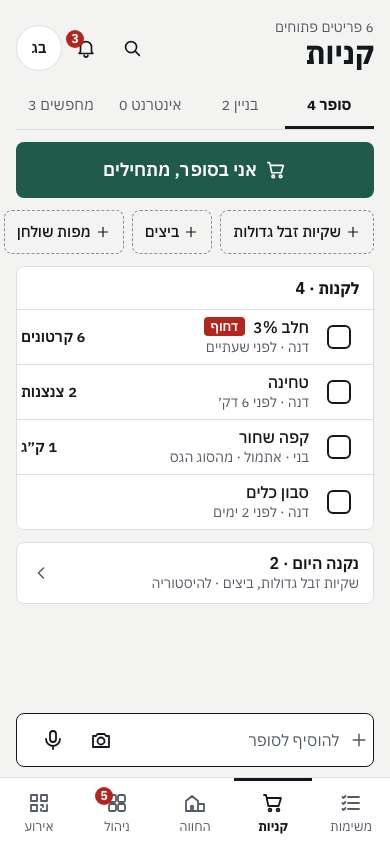 6 פריטים פתוחים
קניות
3
בג
סופר 4
בניין 2
אינטרנט 0
מחפשים 3
אני בסופר, מתחילים
+ שקיות זבל גדולות
+ ביצים
+ מפות שולחן
לקנות · 4
חלב 3% דחוף
6 קרטונים
דנה · לפני שעתיים
טחינה
2 צנצנות
דנה · לפני 6 דק׳
קפה שחור
1 ק״ג
בני · אתמול · מהסוג הגס
סבון כלים
דנה · לפני 2 ימים
נקנה היום · 2
שקיות זבל גדולות, ביצים · להיסטוריה
+ להוסיף לסופר
5
משימות
קניות
החווה
ניהול
אירוע